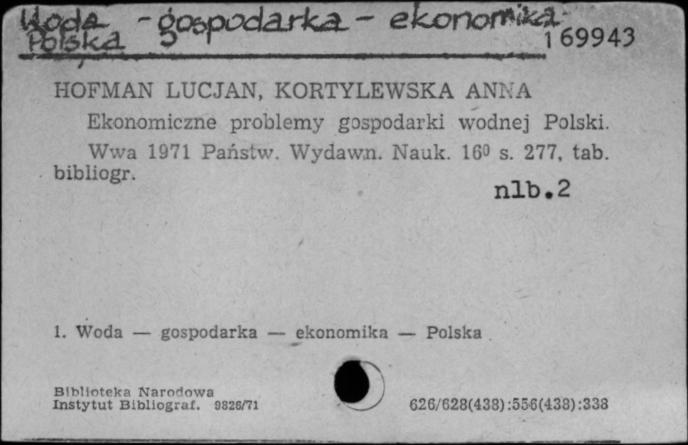 Woda - gospodarka - ekonomika
Polska
169943
HOFMAN LUCJAN, KORTYLEWSKA ANNA
Ekonomiczne problemy gospodarki wodnej Polski.
Wwa 1971 Państw. Wydawn. Nauk. 16⁰ s. 277, tab.
bibliogr.
nlb.2
1. Woda — gospodarka — ekonomika — Polska
Biblioteka Narodowa
Instytut Bibliograf. 9826/71
626/628(438):556(438):338